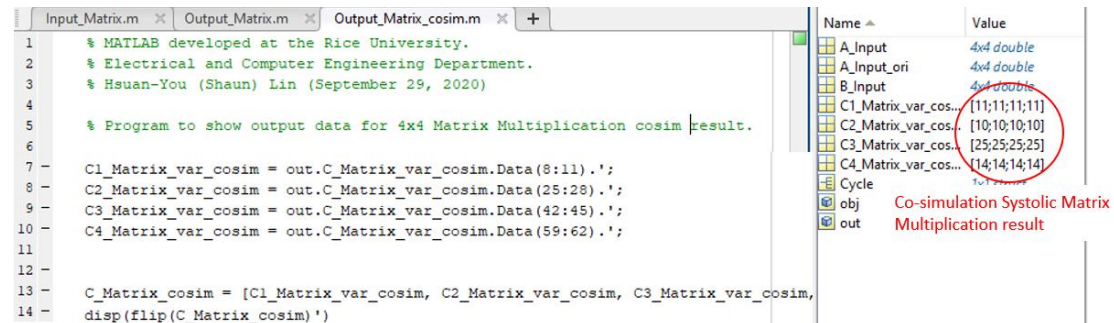 Input_Matrix.m × Output_Matrix.m × Output_Matrix_cosim.m × +
1 % MATLAB developed at the Rice University.
2 % Electrical and Computer Engineering Department.
3 % Hsuan-You (Shaun) Lin (September 29, 2020)
4
5 % Program to show output data for 4x4 Matrix Multiplication cosim result.
6
7 - C1_Matrix_var_cosim = out.C_Matrix_var_cosim.Data(8:11).';
8 - C2_Matrix_var_cosim = out.C_Matrix_var_cosim.Data(25:28).';
9 - C3_Matrix_var_cosim = out.C_Matrix_var_cosim.Data(42:45).';
10 - C4_Matrix_var_cosim = out.C_Matrix_var_cosim.Data(59:62).';
11
12 -
13 - C_Matrix_cosim = [C1_Matrix_var_cosim, C2_Matrix_var_cosim, C3_Matrix_var_cosim,
14 - disp(flip(C_Matrix_cosim)')
Name Value
A_Input 4x4 double
A_Input_ori 4x4 double
B_Input 4x4 double
C1_Matrix_var_cos... [11;11;11;11]
C2_Matrix_var_cos... [10;10;10;10]
C3_Matrix_var_cos... [25;25;25;25]
C4_Matrix_var_cos... [14;14;14;14]
Cycle 1x1 struct
obj
out
Co-simulation Systolic Matrix
Multiplication result